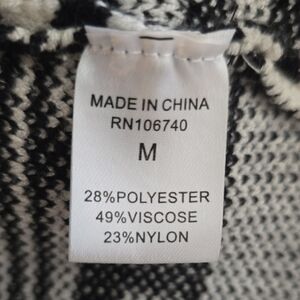 MADE IN CHINA
RN106740
M
28%POLYESTER
49%VISCOSE
23%NYLON